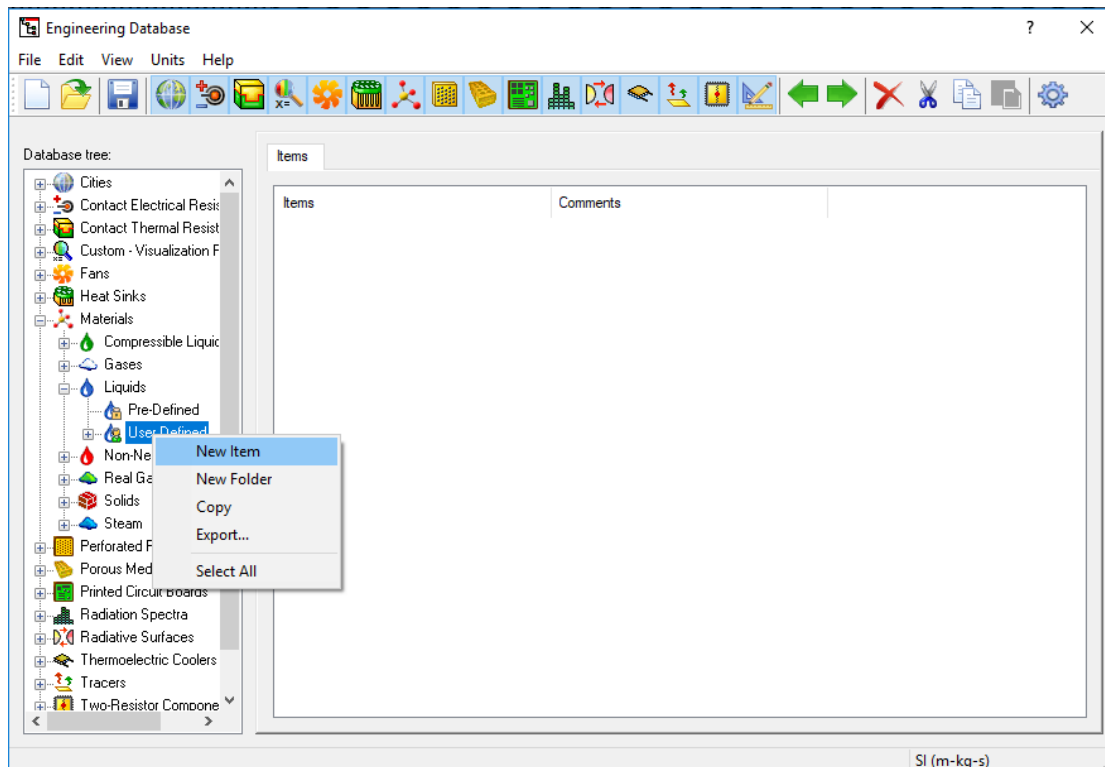 Engineering Database
?
File Edit View Units Help
x=
Database tree:
Items
Cities
Contact Electrical Resis
Contact Thermal Resist
Custom - Visualization F
Fans
Heat Sinks
Materials
Compressible Liquic
Gases
Liquids
Pre-Defined
User Defined
Non-Ne
Real Ga
Solids
Steam
Perforated F
Porous Med
Printed Circuit Boards
Radiation Spectra
Radiative Surfaces
Thermoelectric Coolers
Tracers
Two-Resistor Compone
New Item
New Folder
Copy
Export...
Select All
Items Comments
SI (m-kg-s)